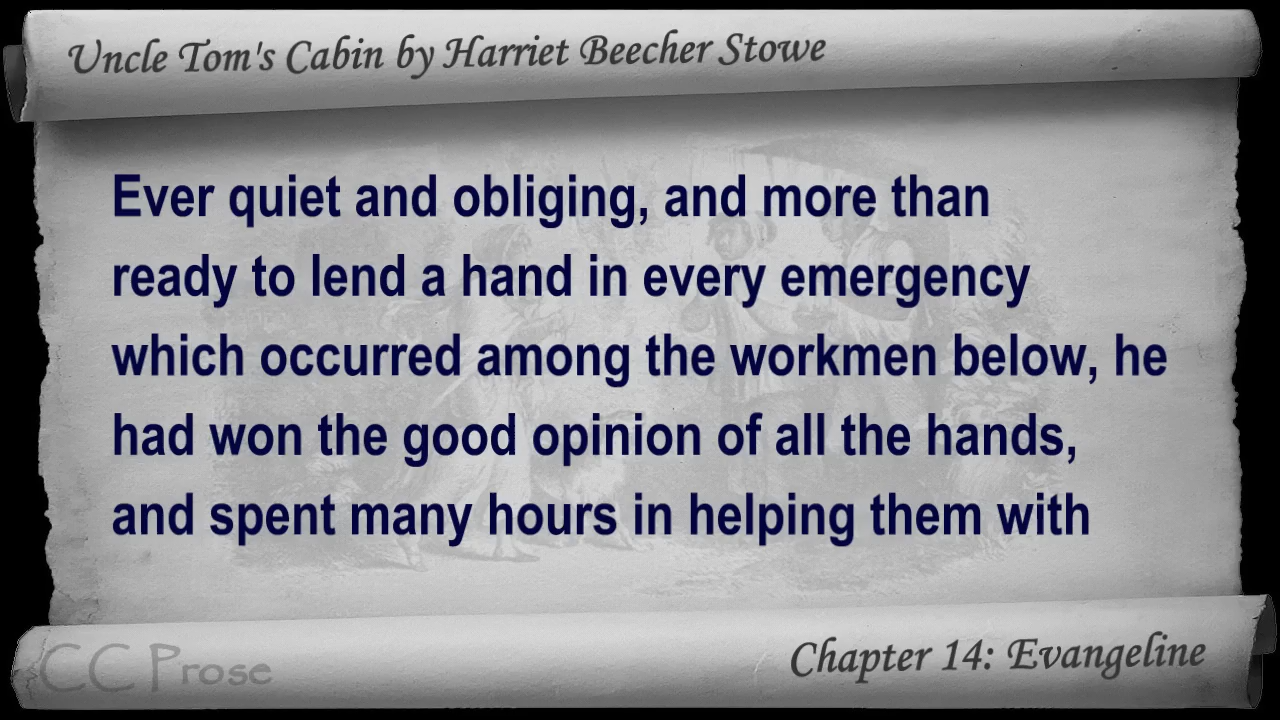 Uncle Tom's Cabin by Harriet Beecher Stowe
Ever quiet and obliging, and more than
ready to lend a hand in every emergency
which occurred among the workmen below, he
had won the good opinion of all the hands,
and spent many hours in helping them with
CC Prose
Chapter 14: Evangeline